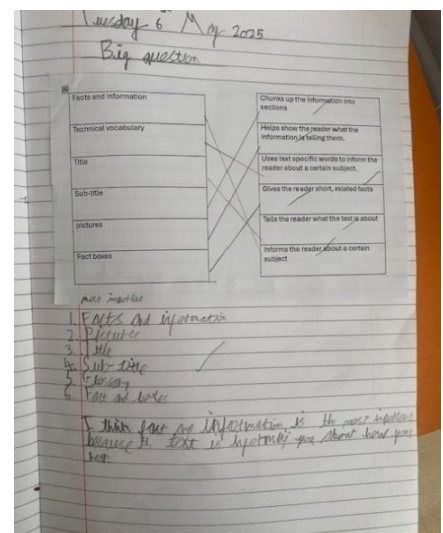 Tuesday 6 May 2025
Big question
Facts and information
Technical vocabulary
Title
Sub-title
pictures
Fact boxes
Chunks up the information into
sections
Helps show the reader what the
information is telling them.
Uses text specific words to inform the
reader about a certain subject.
Gives the reader short, related facts
Tells the reader what the text is about
Informs the reader about a certain
subject
most important
1. Facts and information
2. Pictures
3. Title
4. Sub-title
5. Glossary
6. Fact and boxes
I think fact and information is the most important
because the text is informing you about how you